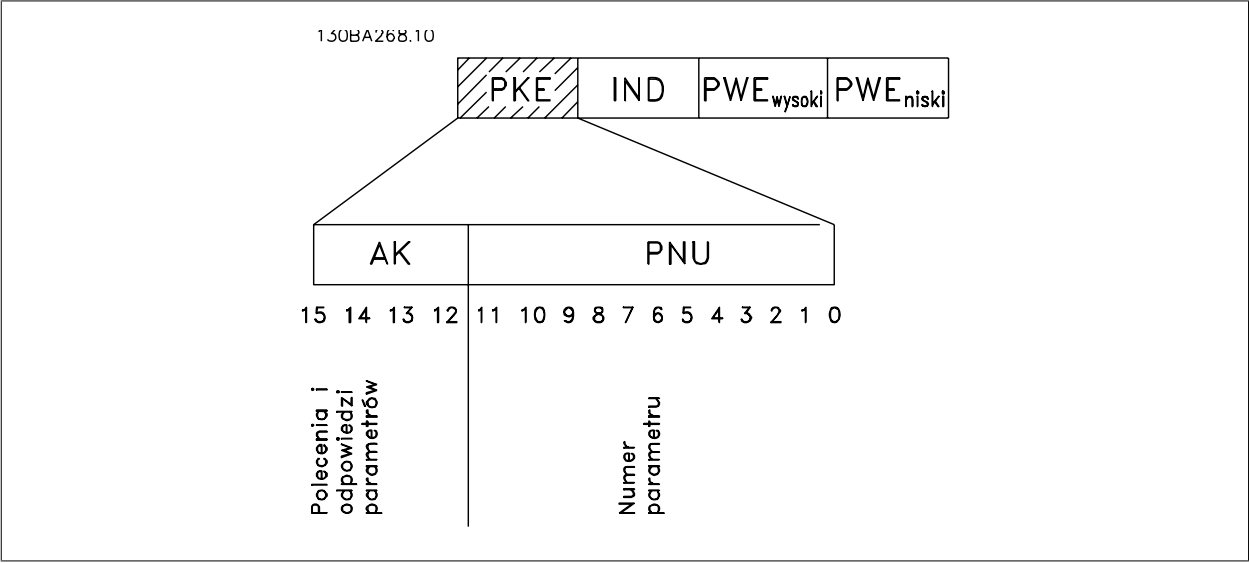 130BA268.10
PKE IND PWEwysoki PWEniski
AK PNU
15 14 13 12 11 10 9 8 7 6 5 4 3 2 1 0
Polecenia i
odpowiedzi
parametrów
Numer
parametru